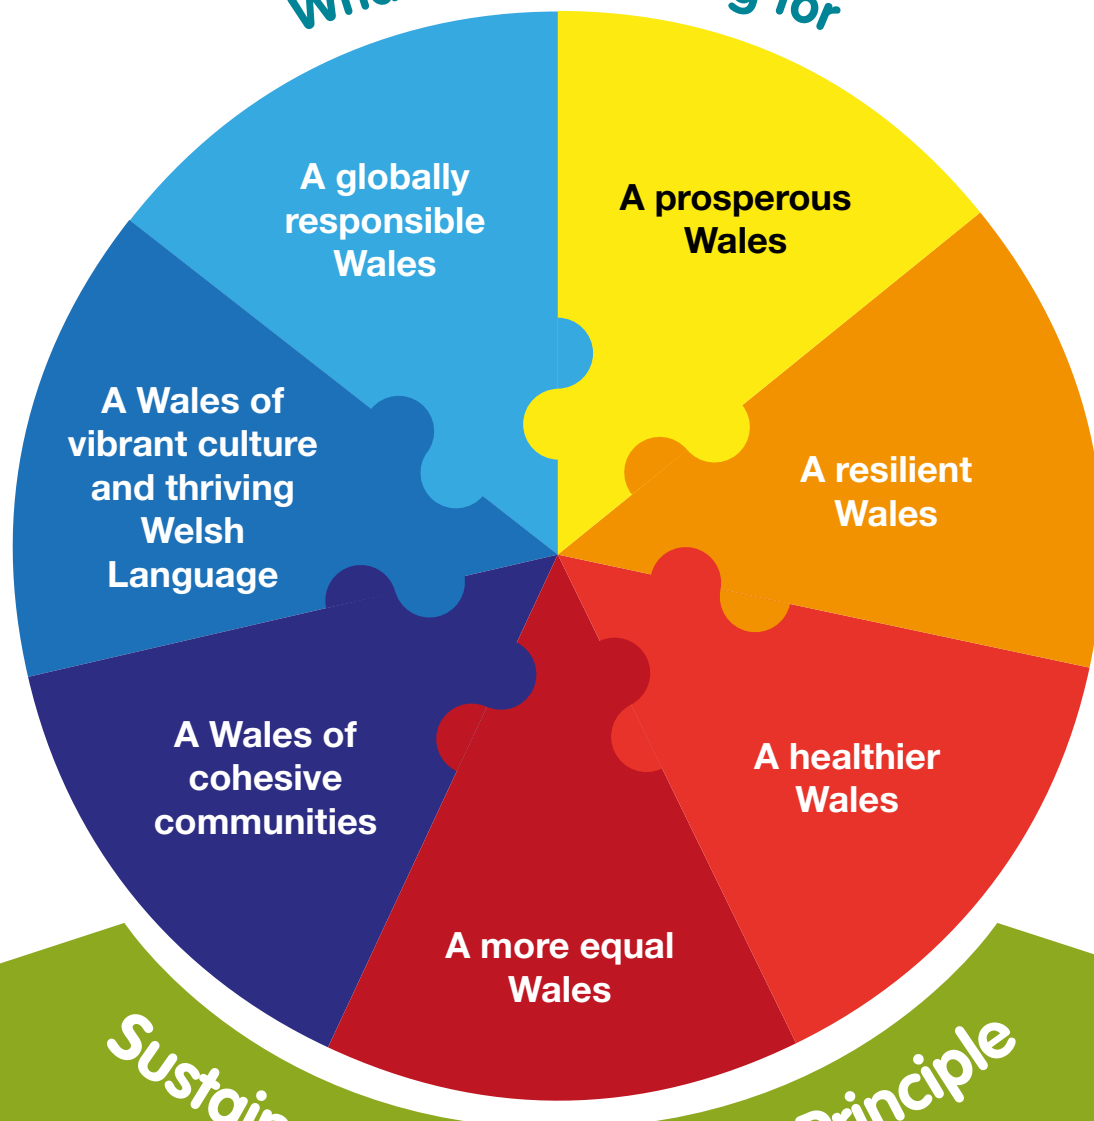 for
A prosperous
Wales
A resilient
Wales
A healthier
Wales
A more equal
Wales
A Wales of
cohesive
communities
A Wales of
vibrant culture
and thriving
Welsh
Language
A globally
responsible
Wales
Principle